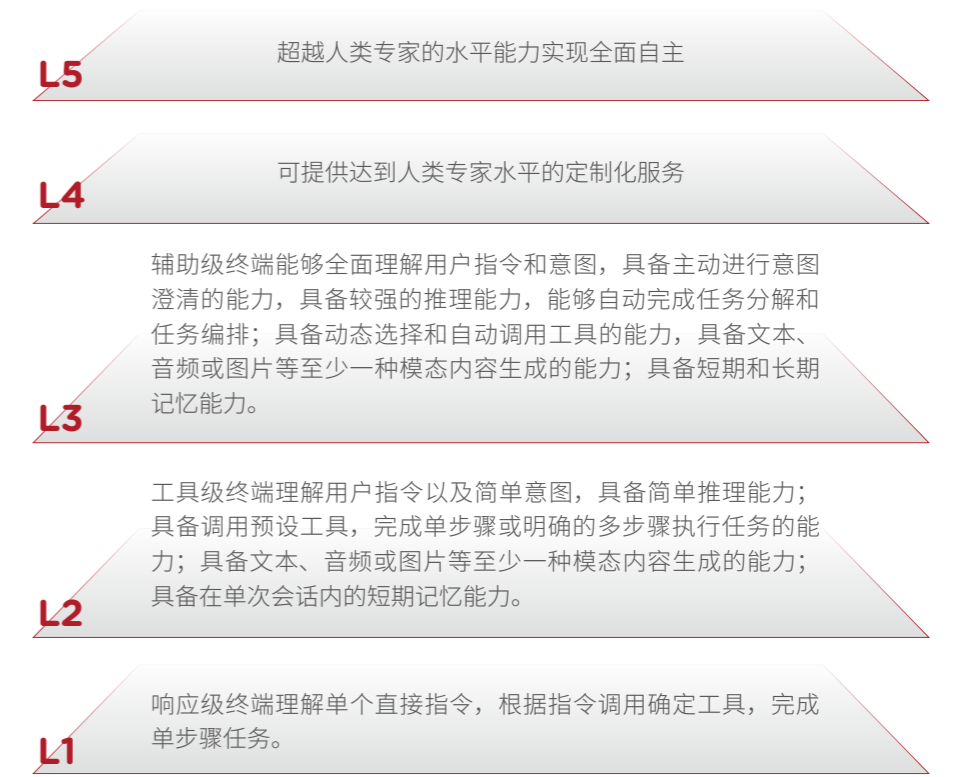 超越人类专家的水平能力实现全面自主
L5
可提供达到人类专家水平的定制化服务
L4
辅助级终端能够全面理解用户指令和意图，具备主动进行意图
澄清的能力，具备较强的推理能力，能够自动完成任务分解和
任务编排；具备动态选择和自动调用工具的能力，具备文本、
音频或图片等至少一种模态内容生成的能力；具备短期和长期
记忆能力。
L3
工具级终端理解用户指令以及简单意图，具备简单推理能力；
具备调用预设工具，完成单步骤或明确的多步骤执行任务的能
力；具备文本、音频或图片等至少一种模态内容生成的能力；
具备在单次会话内的短期记忆能力。
L2
响应级终端理解单个直接指令，根据指令调用确定工具，完成
单步骤任务。
L1